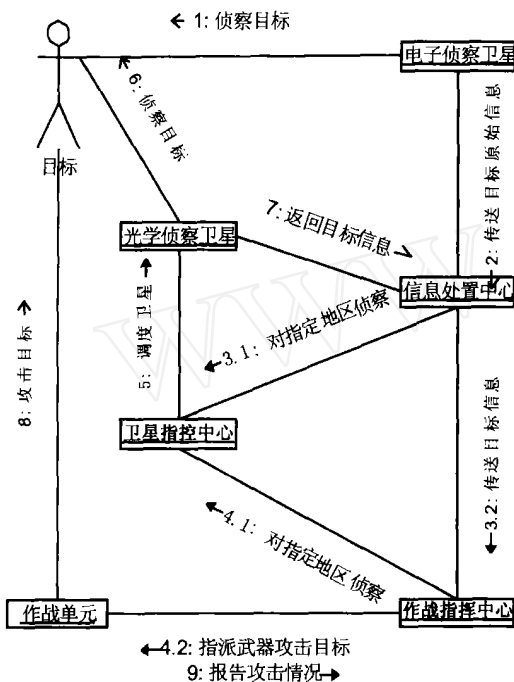 1: 侦察目标
电子侦察卫星
目标
6: 侦察目标
2: 传送目标原始信息
光学侦察卫星
7: 返回目标信息
信息处置中心
5: 调度卫星
3.1: 对指定地区侦察
8: 攻击目标
卫星指控中心
3.2: 传送目标信息
4.1: 对指定地区侦察
作战单元
作战指挥中心
4.2: 指派武器攻击目标
9: 报告攻击情况
WWW